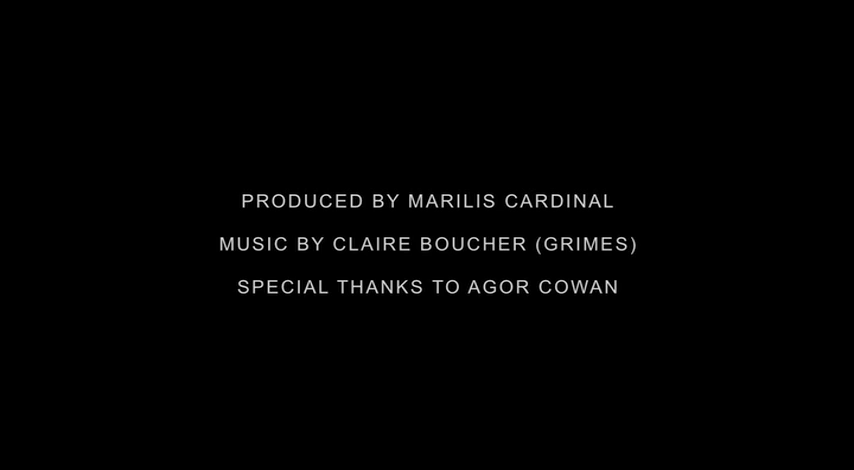 PRODUCED BY MARILIS CARDINAL
MUSIC BY CLAIRE BOUCHER (GRIMES)
SPECIAL THANKS TO AGOR COWAN